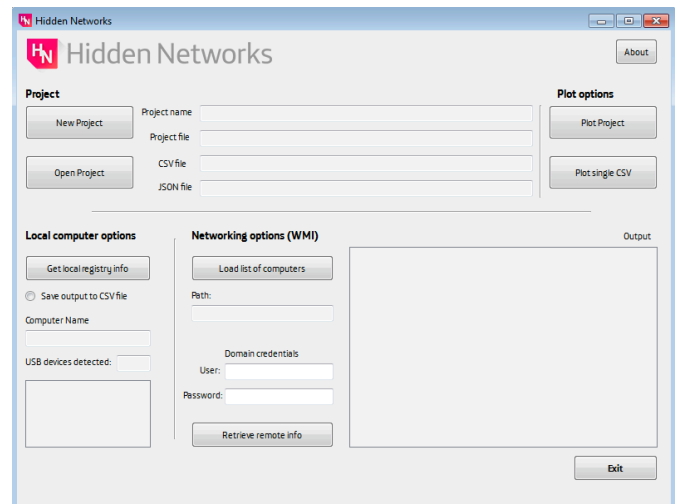 Hidden Networks
HN Hidden Networks
About
Project
Plot options
New Project
Project name
Plot Project
Project file
Open Project
CSV file
Plot single CSV
JSON file
Local computer options
Networking options (WMI)
Output
Get local registry info
Load list of computers
Save output to CSV file
Path:
Computer Name
Domain credentials
USB devices detected:
User:
Password:
Retrieve remote info
Exit